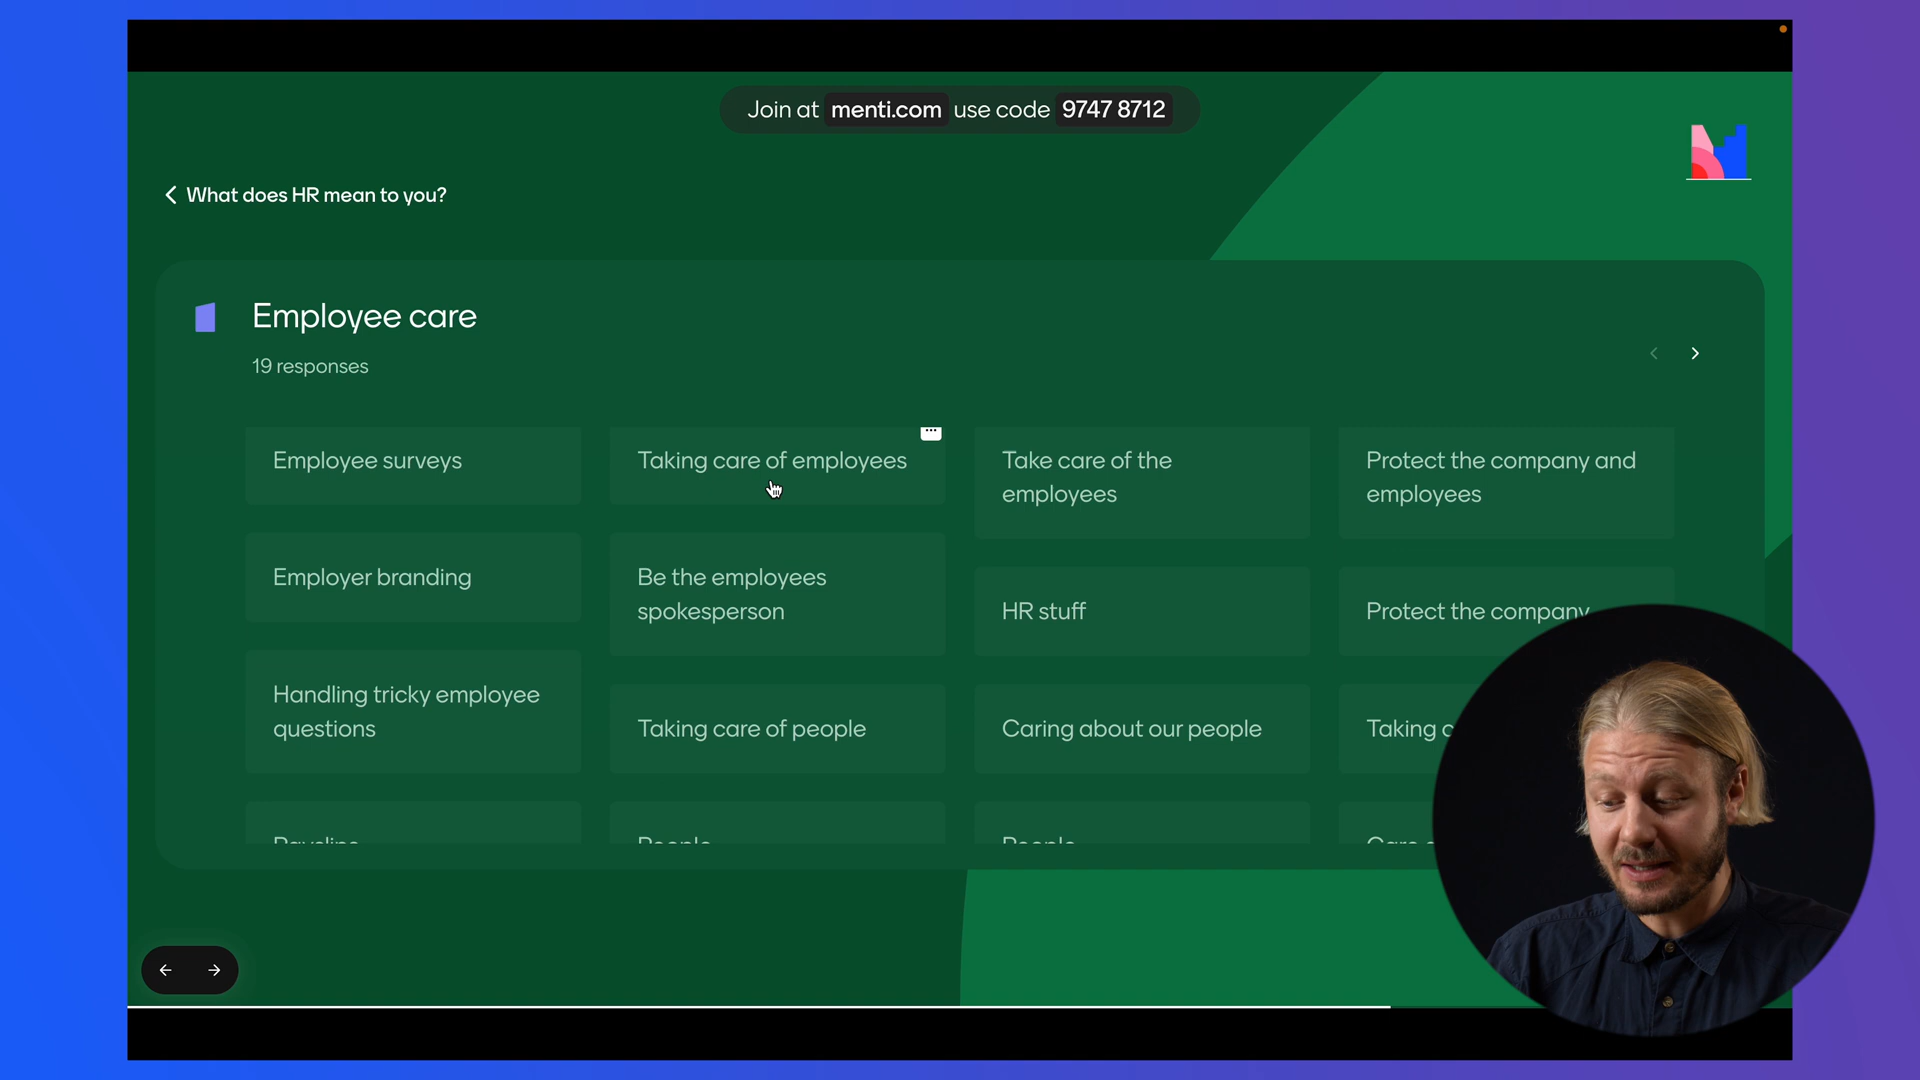 Join at menti.com use code 9747 8712
What does HR mean to you?
Employee care
19 responses
Employee surveys
Taking care of employees
Take care of the
employees
Protect the company and
employees
Employer branding
Be the employees
spokesperson
HR stuff
Protect the company
Handling tricky employee
questions
Taking care of people
Caring about our people
Taking
People
People